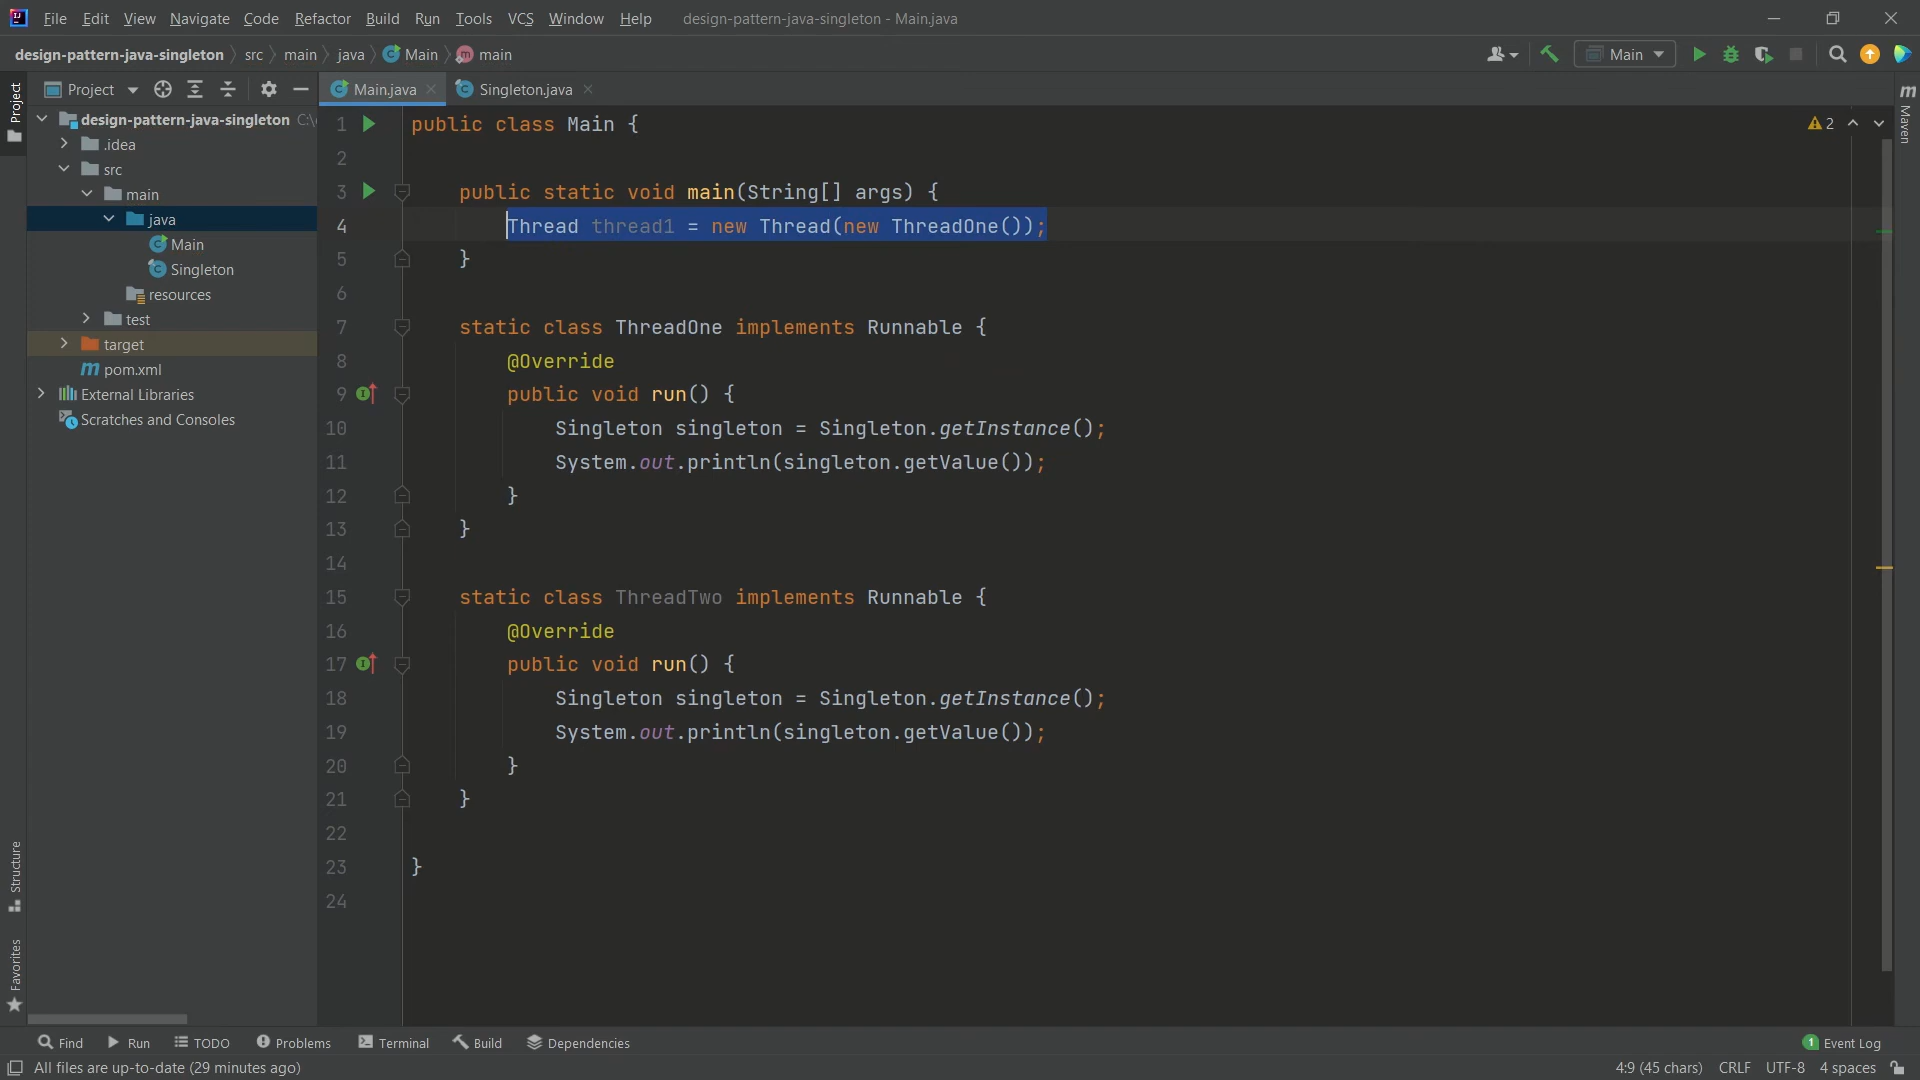 File Edit View Navigate Code Refactor Build Run Tools VCS Window Help design-pattern-java-singleton - Main.java
design-pattern-java-singleton src main java Main main
Main
Project
Project
Main.java Singleton.java
Maven
design-pattern-java-singleton C:\
.idea
src
main
java
Main
Singleton
resources
test
target
pom.xml
External Libraries
Scratches and Consoles
2
1 public class Main {
2
3 public static void main(String[] args) {
4 Thread thread1 = new Thread(new ThreadOne());
5 }
6
7 static class ThreadOne implements Runnable {
8 @Override
9 public void run() {
10 Singleton singleton = Singleton.getInstance();
11 System.out.println(singleton.getValue());
12 }
13 }
14
15 static class ThreadTwo implements Runnable {
16 @Override
17 public void run() {
18 Singleton singleton = Singleton.getInstance();
19 System.out.println(singleton.getValue());
20 }
21 }
22
23 }
24
Structure
Favorites
Find Run TODO Problems Terminal Build Dependencies 1 Event Log
All files are up-to-date (29 minutes ago) 4:9 (45 chars) CRLF UTF-8 4 spaces